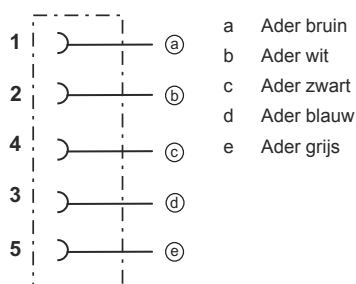 1 ⓐ
2 ⓑ
4 ⓒ
3 ⓓ
5 ⓔ
a Ader bruin
b Ader wit
c Ader zwart
d Ader blauw
e Ader grijs